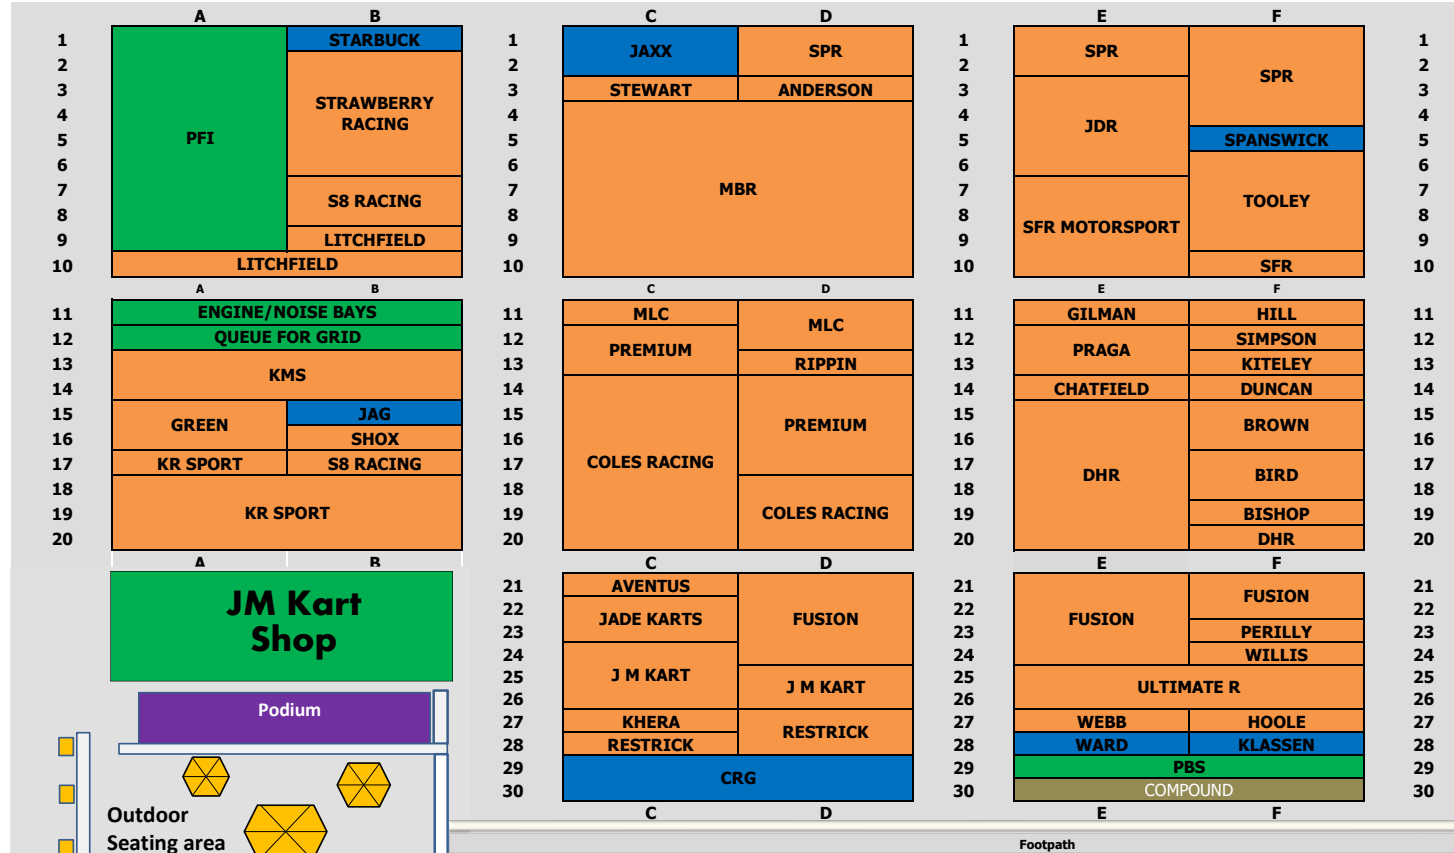 A B C D E F
1 STARBUCK 1 JAXX SPR 1 SPR SPR 1
2 2 2 2
3 STRAWBERRY RACING 3 STEWART ANDERSON 3 JDR 3
4 4 4 4
5 PFI 5 5 SPANSWICK 5
6 6 6 6
7 S8 RACING 7 MBR 7 SFR MOTORSPORT TOOLEY 7
8 8 8 8
9 LITCHFIELD 9 9 9
10 LITCHFIELD 10 10 SFR 10
A B C D E F
11 ENGINE/NOISE BAYS 11 MLC MLC 11 GILMAN HILL 11
12 QUEUE FOR GRID 12 PREMIUM 12 PRAGA SIMPSON 12
13 KMS 13 RIPPIN 13 KITELEY 13
14 14 COLES RACING PREMIUM 14 CHATFIELD DUNCAN 14
15 GREEN JAG 15 15 DHR BROWN 15
16 SHOX 16 16 16
17 KR SPORT S8 RACING 17 17 BIRD 17
18 KR SPORT 18 COLES RACING 18 18
19 19 19 BISHOP 19
20 20 20 DHR 20
A B C D E F
JM Kart
Shop
21 AVENTUS FUSION 21 FUSION FUSION 21
22 JADE KARTS 22 22
23 23 PERILLY 23
24 J M KART 24 WILLIS 24
25 J M KART 25 ULTIMATE R 25
26 26 26
Podium
27 KHERA RESTRICK 27 WEBB HOOLE 27
28 RESTRICK 28 WARD KLASSEN 28
29 CRG 29 PBS 29
30 30 COMPOUND 30
C D E F
Outdoor
Seating area
Footpath